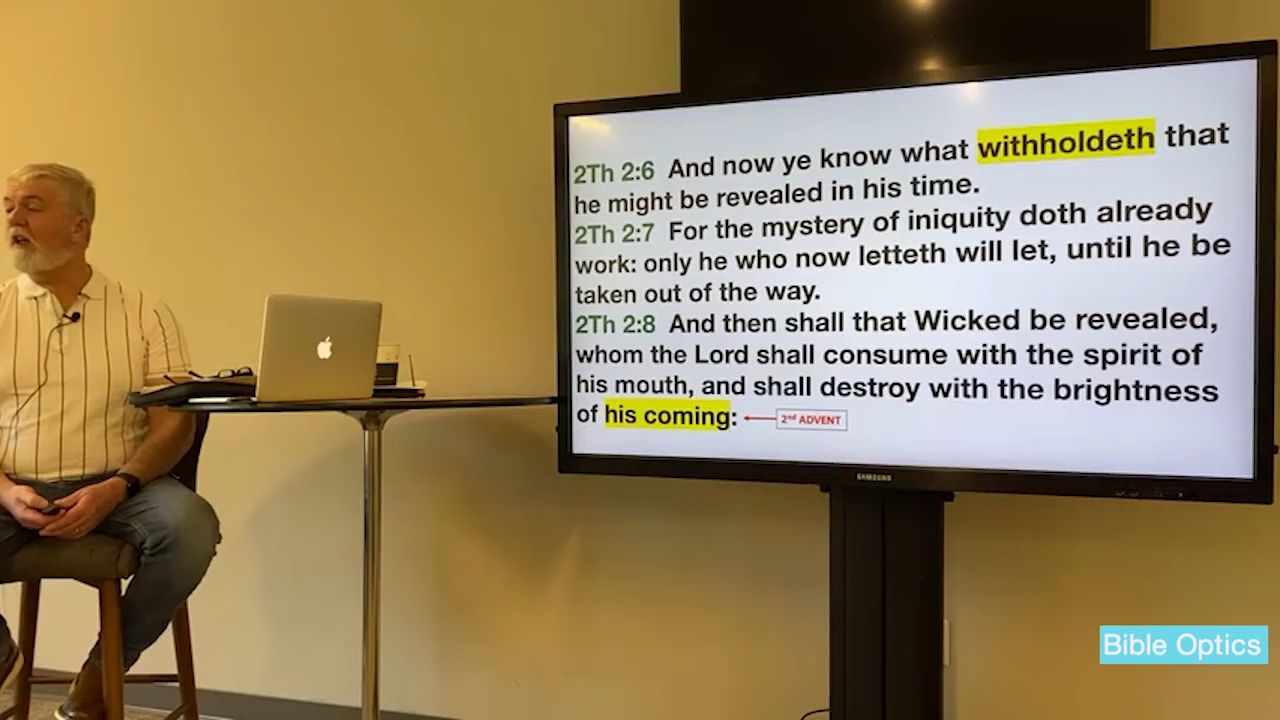 2Th 2:6 And now ye know what withholdeth that
he might be revealed in his time.
2Th 2:7 For the mystery of iniquity doth already
work: only he who now letteth will let, until he be
taken out of the way.
2Th 2:8 And then shall that Wicked be revealed,
whom the Lord shall consume with the spirit of
his mouth, and shall destroy with the brightness
of his coming: 2nd ADVENT
SAMSUNG
Bible Optics